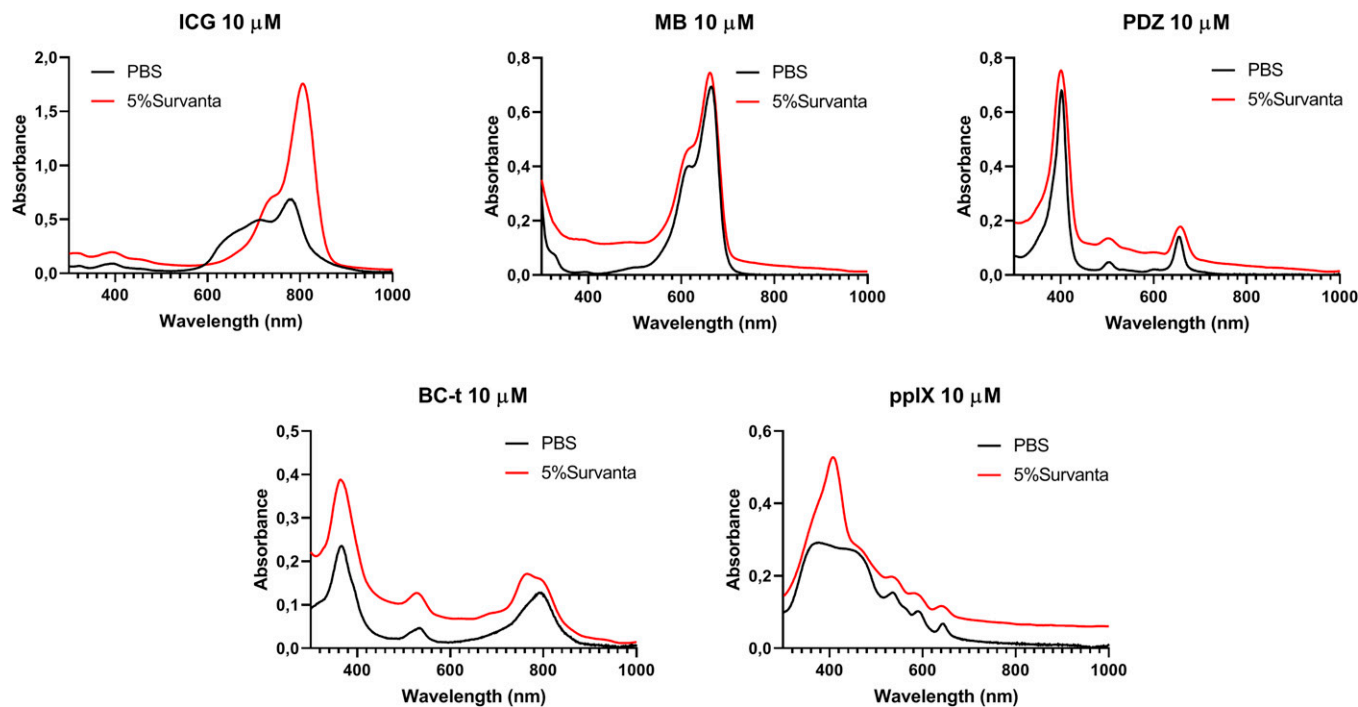 ICG 10 μM
2,0
1,5
1,0
0,5
0,0
Absorbance
PBS
5%Survanta
400 600 800 1000
Wavelength (nm)
MB 10 μM
0,8
0,6
0,4
0,2
0,0
Absorbance
PBS
5%Survanta
400 600 800 1000
Wavelength (nm)
PDZ 10 μM
0,8
0,6
0,4
0,2
0,0
Absorbance
PBS
5%Survanta
400 600 800 1000
Wavelength (nm)
BC-t 10 μM
0,5
0,4
0,3
0,2
0,1
0,0
Absorbance
PBS
5%Survanta
400 600 800 1000
Wavelength (nm)
ppIX 10 μM
0,6
0,4
0,2
0,0
Absorbance
PBS
5%Survanta
400 600 800 1000
Wavelength (nm)